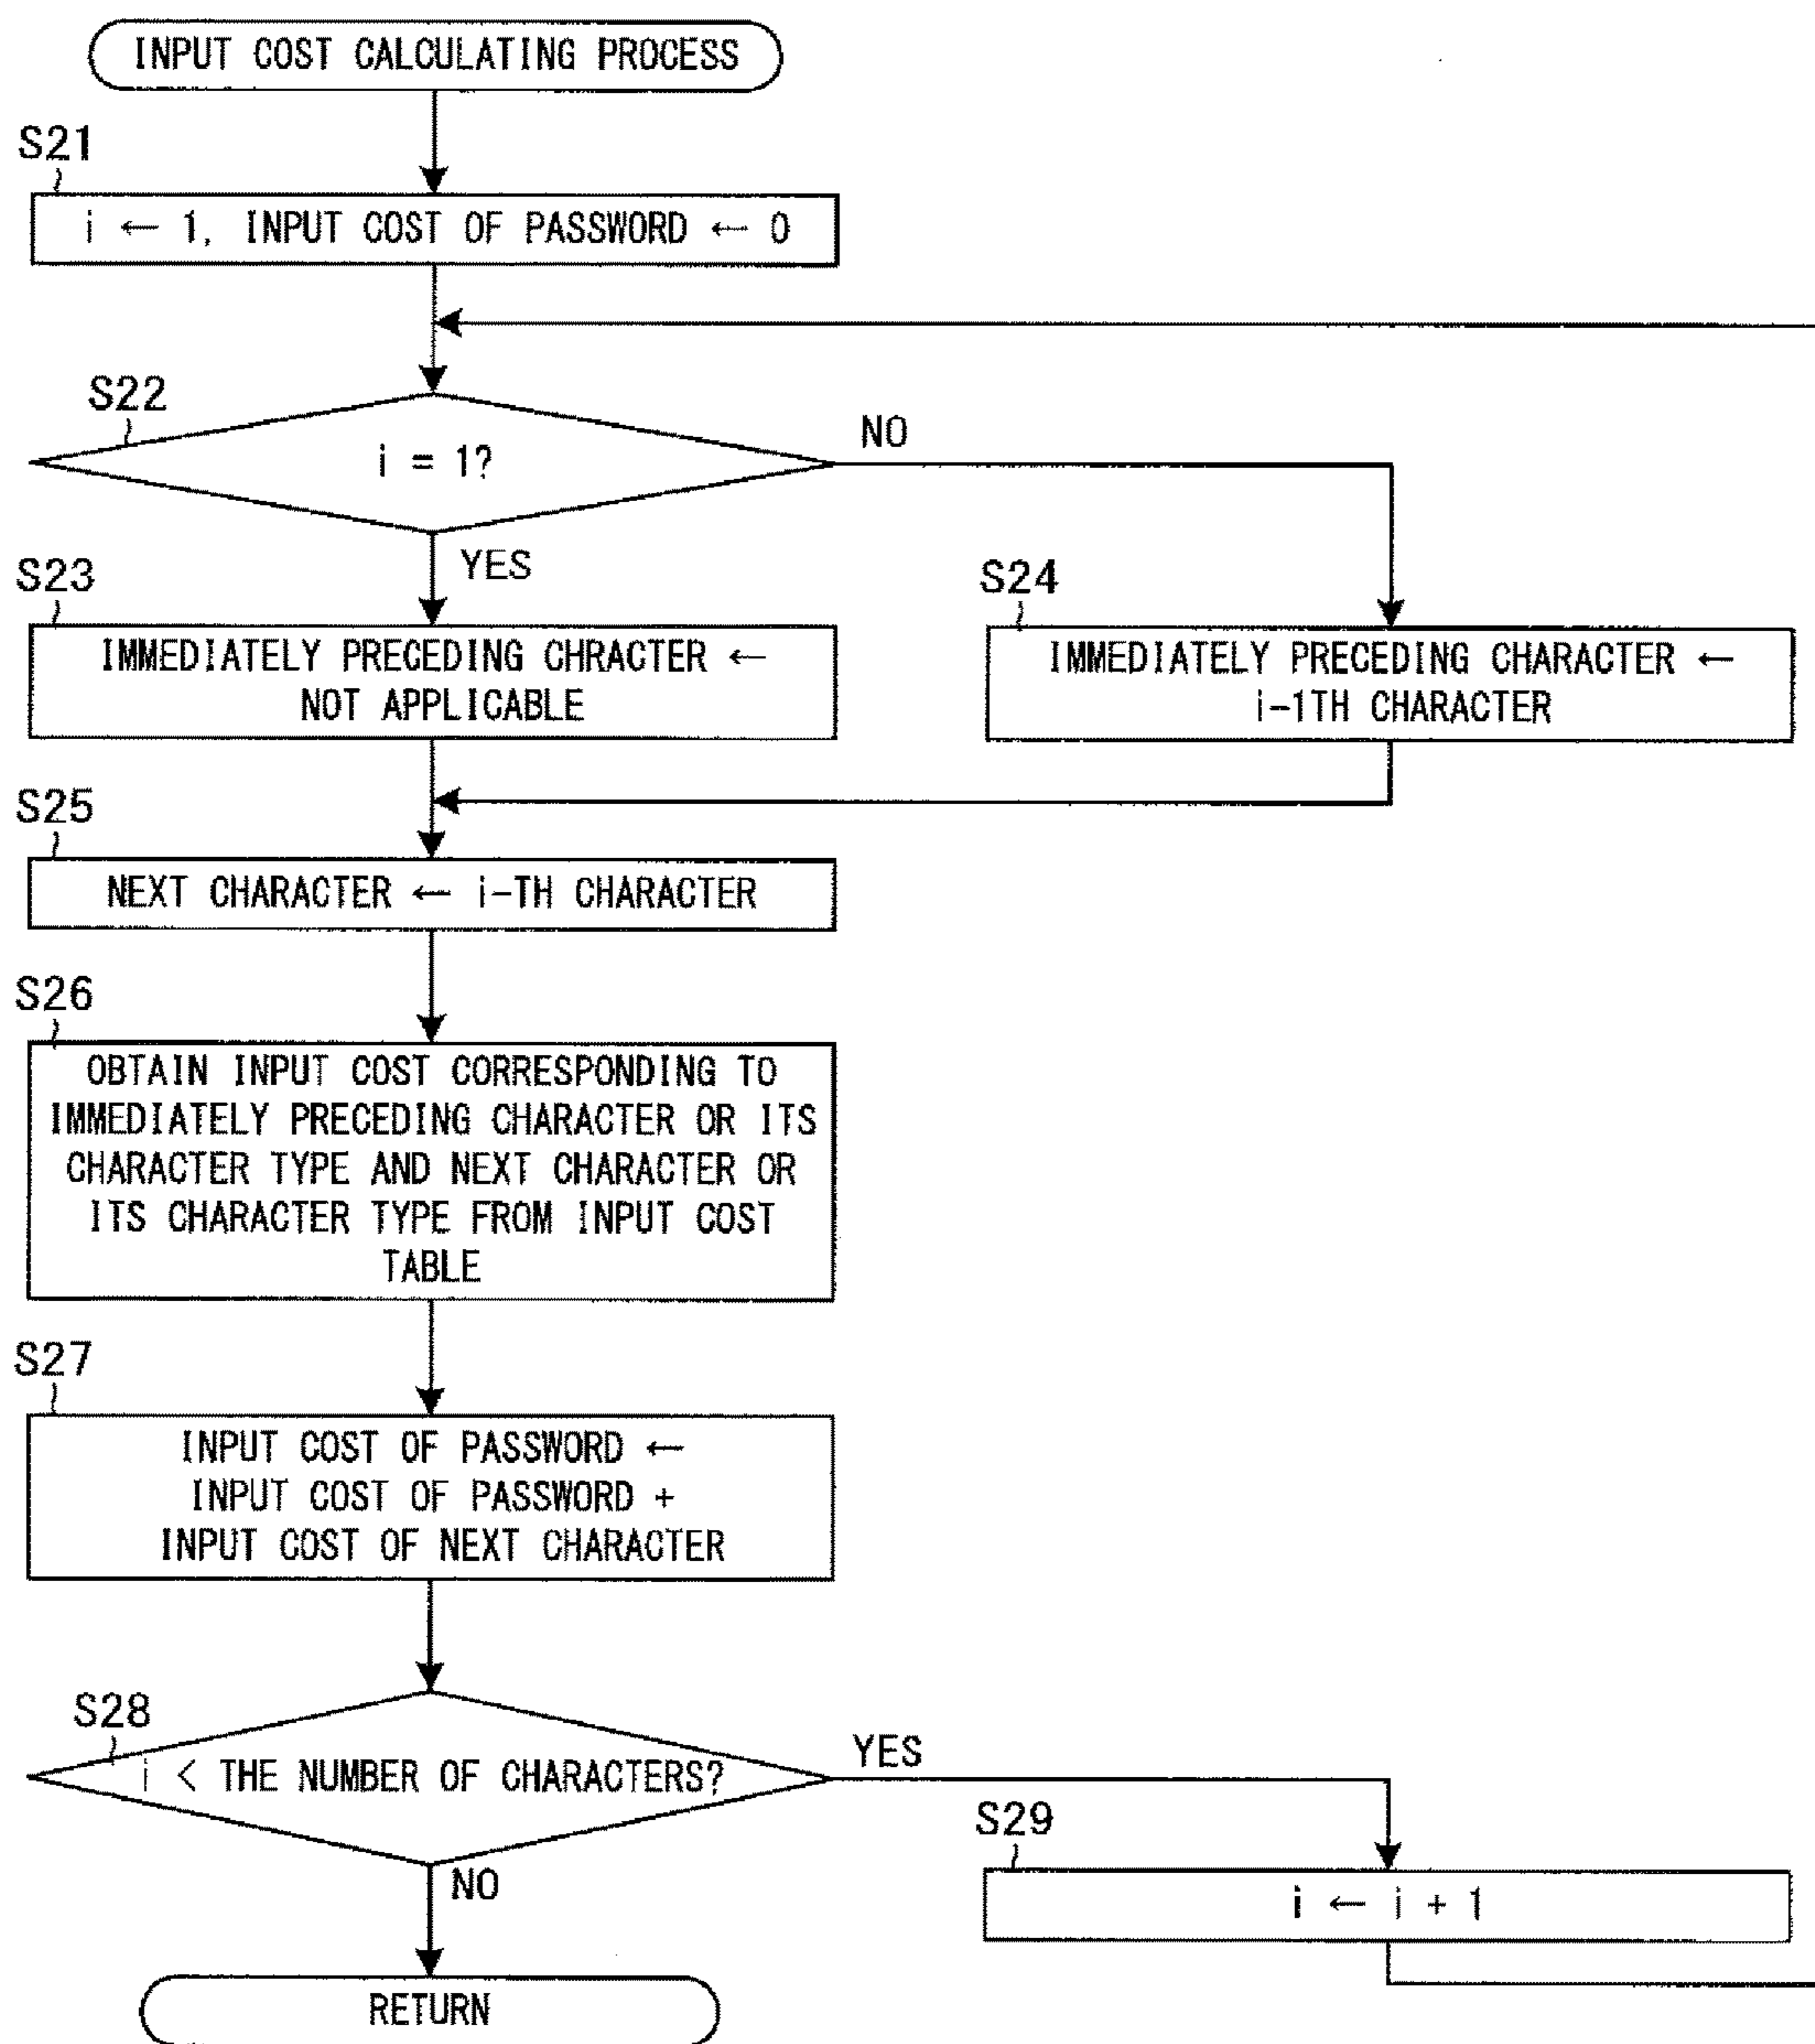 INPUT COST CALCULATING PROCESS
S21
i ← 1, INPUT COST OF PASSWORD ← 0
S22
i = 1?
NO
YES
S23
IMMEDIATELY PRECEDING CHRACTER ←
NOT APPLICABLE
S24
IMMEDIATELY PRECEDING CHARACTER ←
i-1TH CHARACTER
S25
NEXT CHARACTER ← i-TH CHARACTER
S26
OBTAIN INPUT COST CORRESPONDING TO
IMMEDIATELY PRECEDING CHARACTER OR ITS
CHARACTER TYPE AND NEXT CHARACTER OR
ITS CHARACTER TYPE FROM INPUT COST
TABLE
S27
INPUT COST OF PASSWORD ←
INPUT COST OF PASSWORD +
INPUT COST OF NEXT CHARACTER
S28
i < THE NUMBER OF CHARACTERS?
YES
S29
i ← i + 1
NO
RETURN